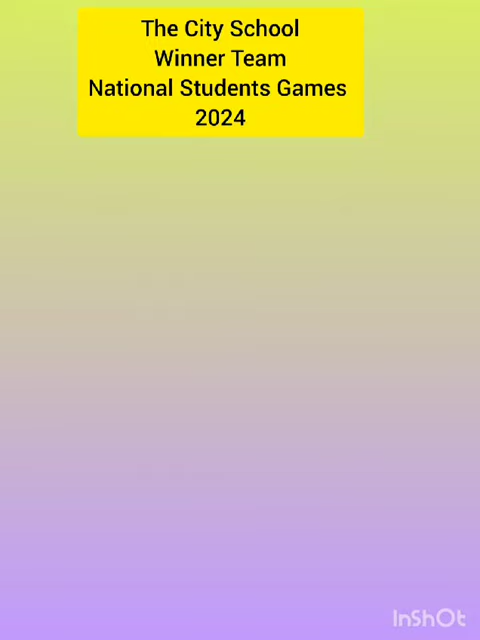 The City School
Winner Team
National Students Games
2024
InShOt